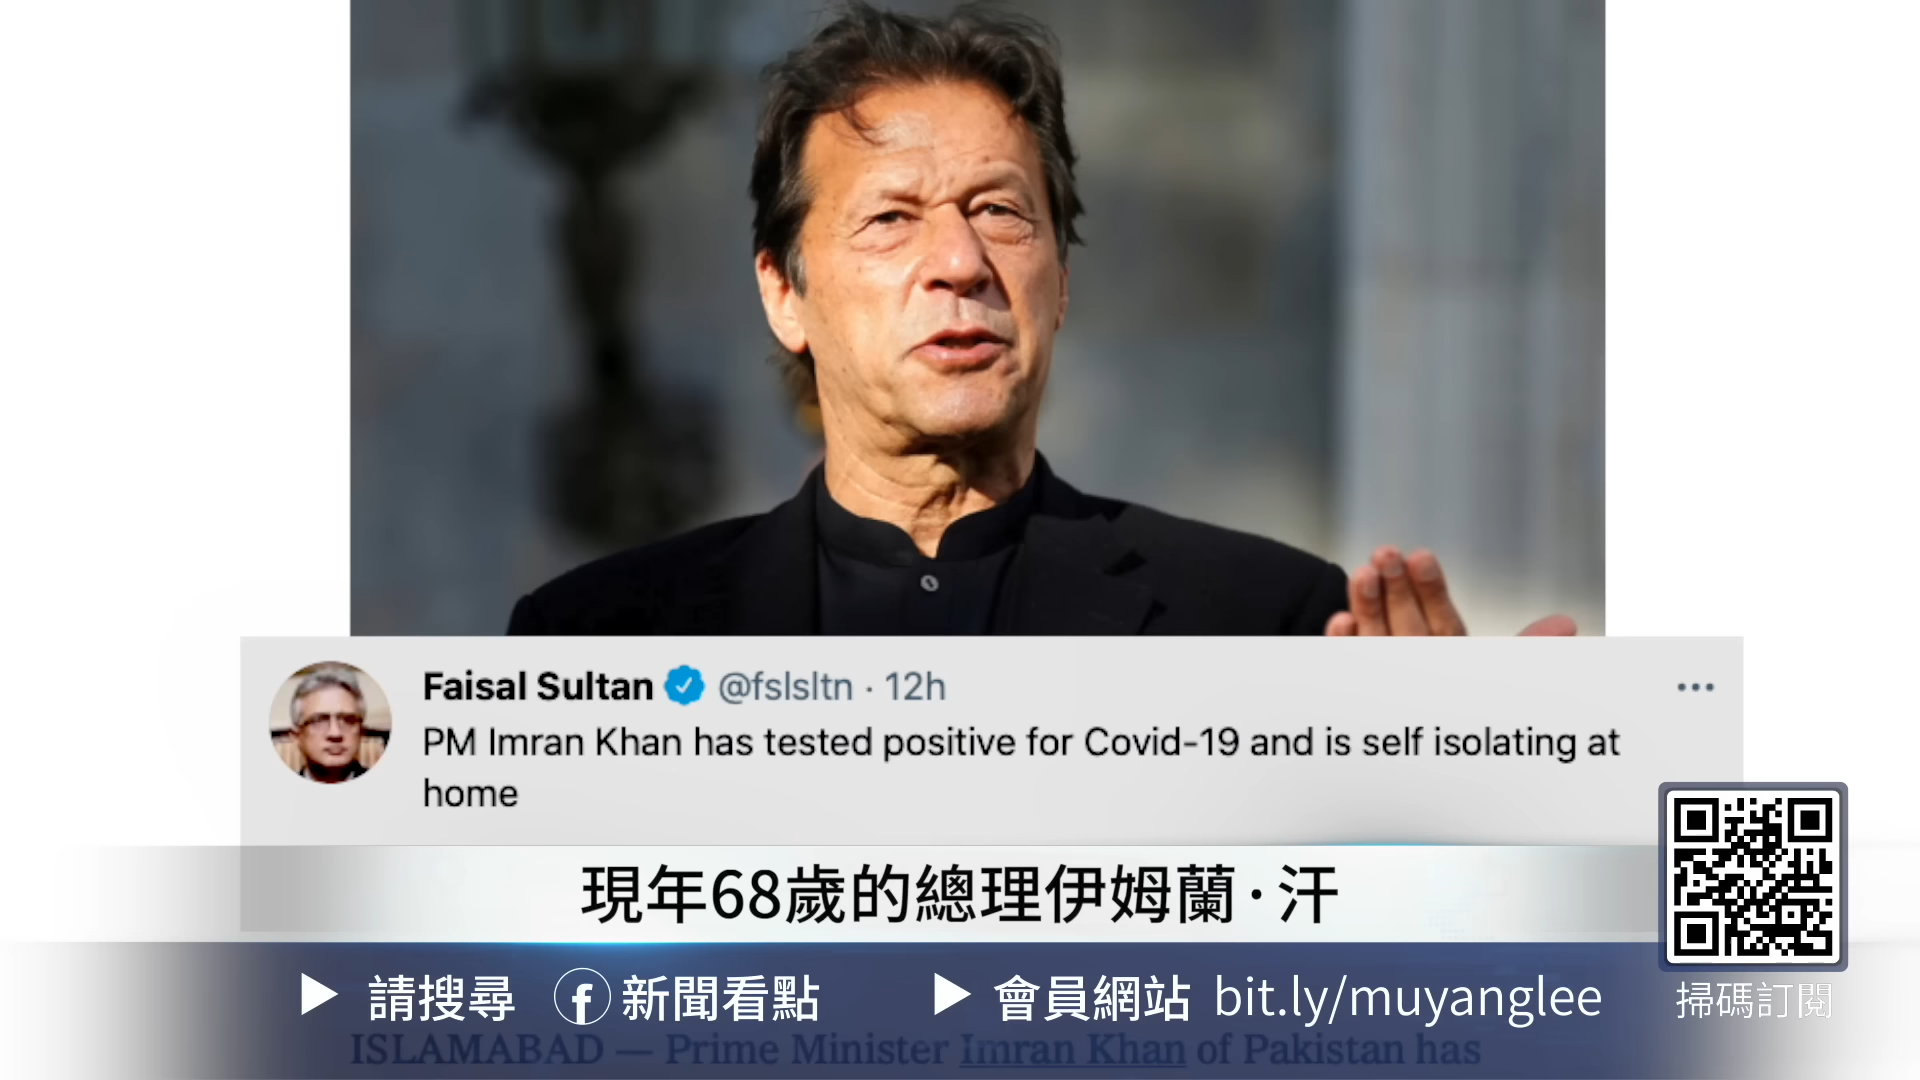 Faisal Sultan @fslsltn · 12h
PM Imran Khan has tested positive for Covid-19 and is self isolating at
home
現年68歲的總理伊姆蘭·汗
請搜尋 新聞看點 會員網站 bit.ly/muyanglee
掃碼訂閱
ISLAMABAD — Prime Minister Imran Khan of Pakistan has